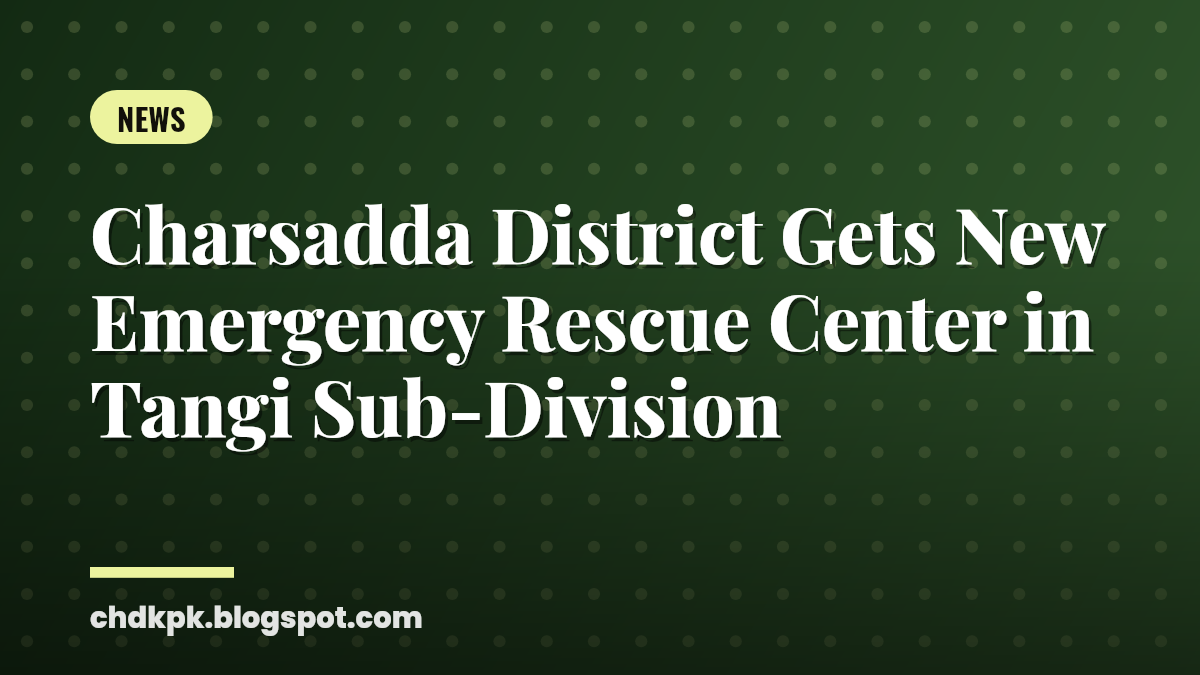 NEWS
Charsadda District Gets New
Emergency Rescue Center in
Tangi Sub-Division
chdkpk.blogspot.com